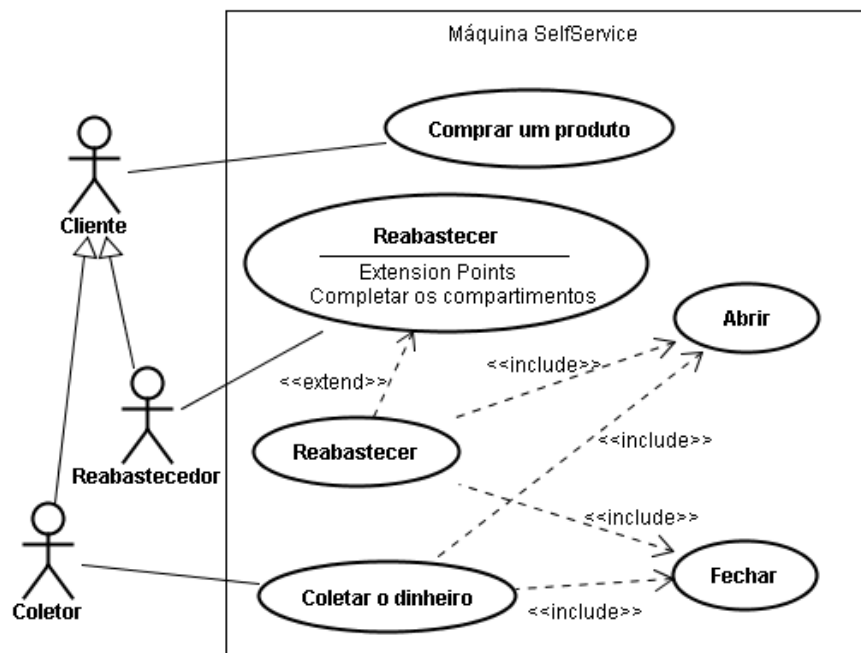 Máquina SelfService
Comprar um produto
Cliente
Reabastecer
Extension Points
Completar os compartimentos
Abrir
<<extend>>
<<include>>
Reabastecedor
Reabastecer
<<include>>
<<include>>
Coletor
Coletar o dinheiro
Fechar
<<include>>